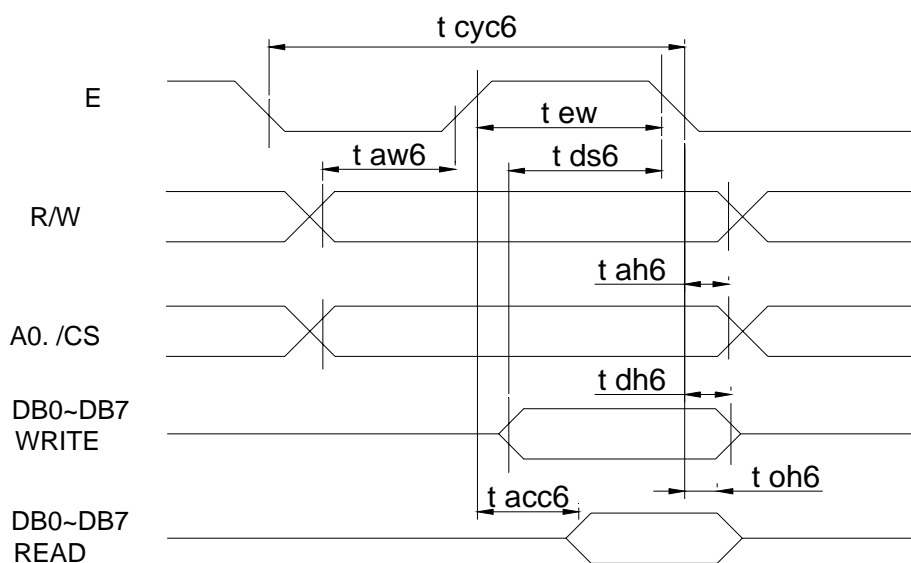 t cyc6
E
t ew
t aw6
t ds6
R/W
t ah6
A0. /CS
t dh6
DB0~DB7
WRITE
t oh6
t acc6
DB0~DB7
READ